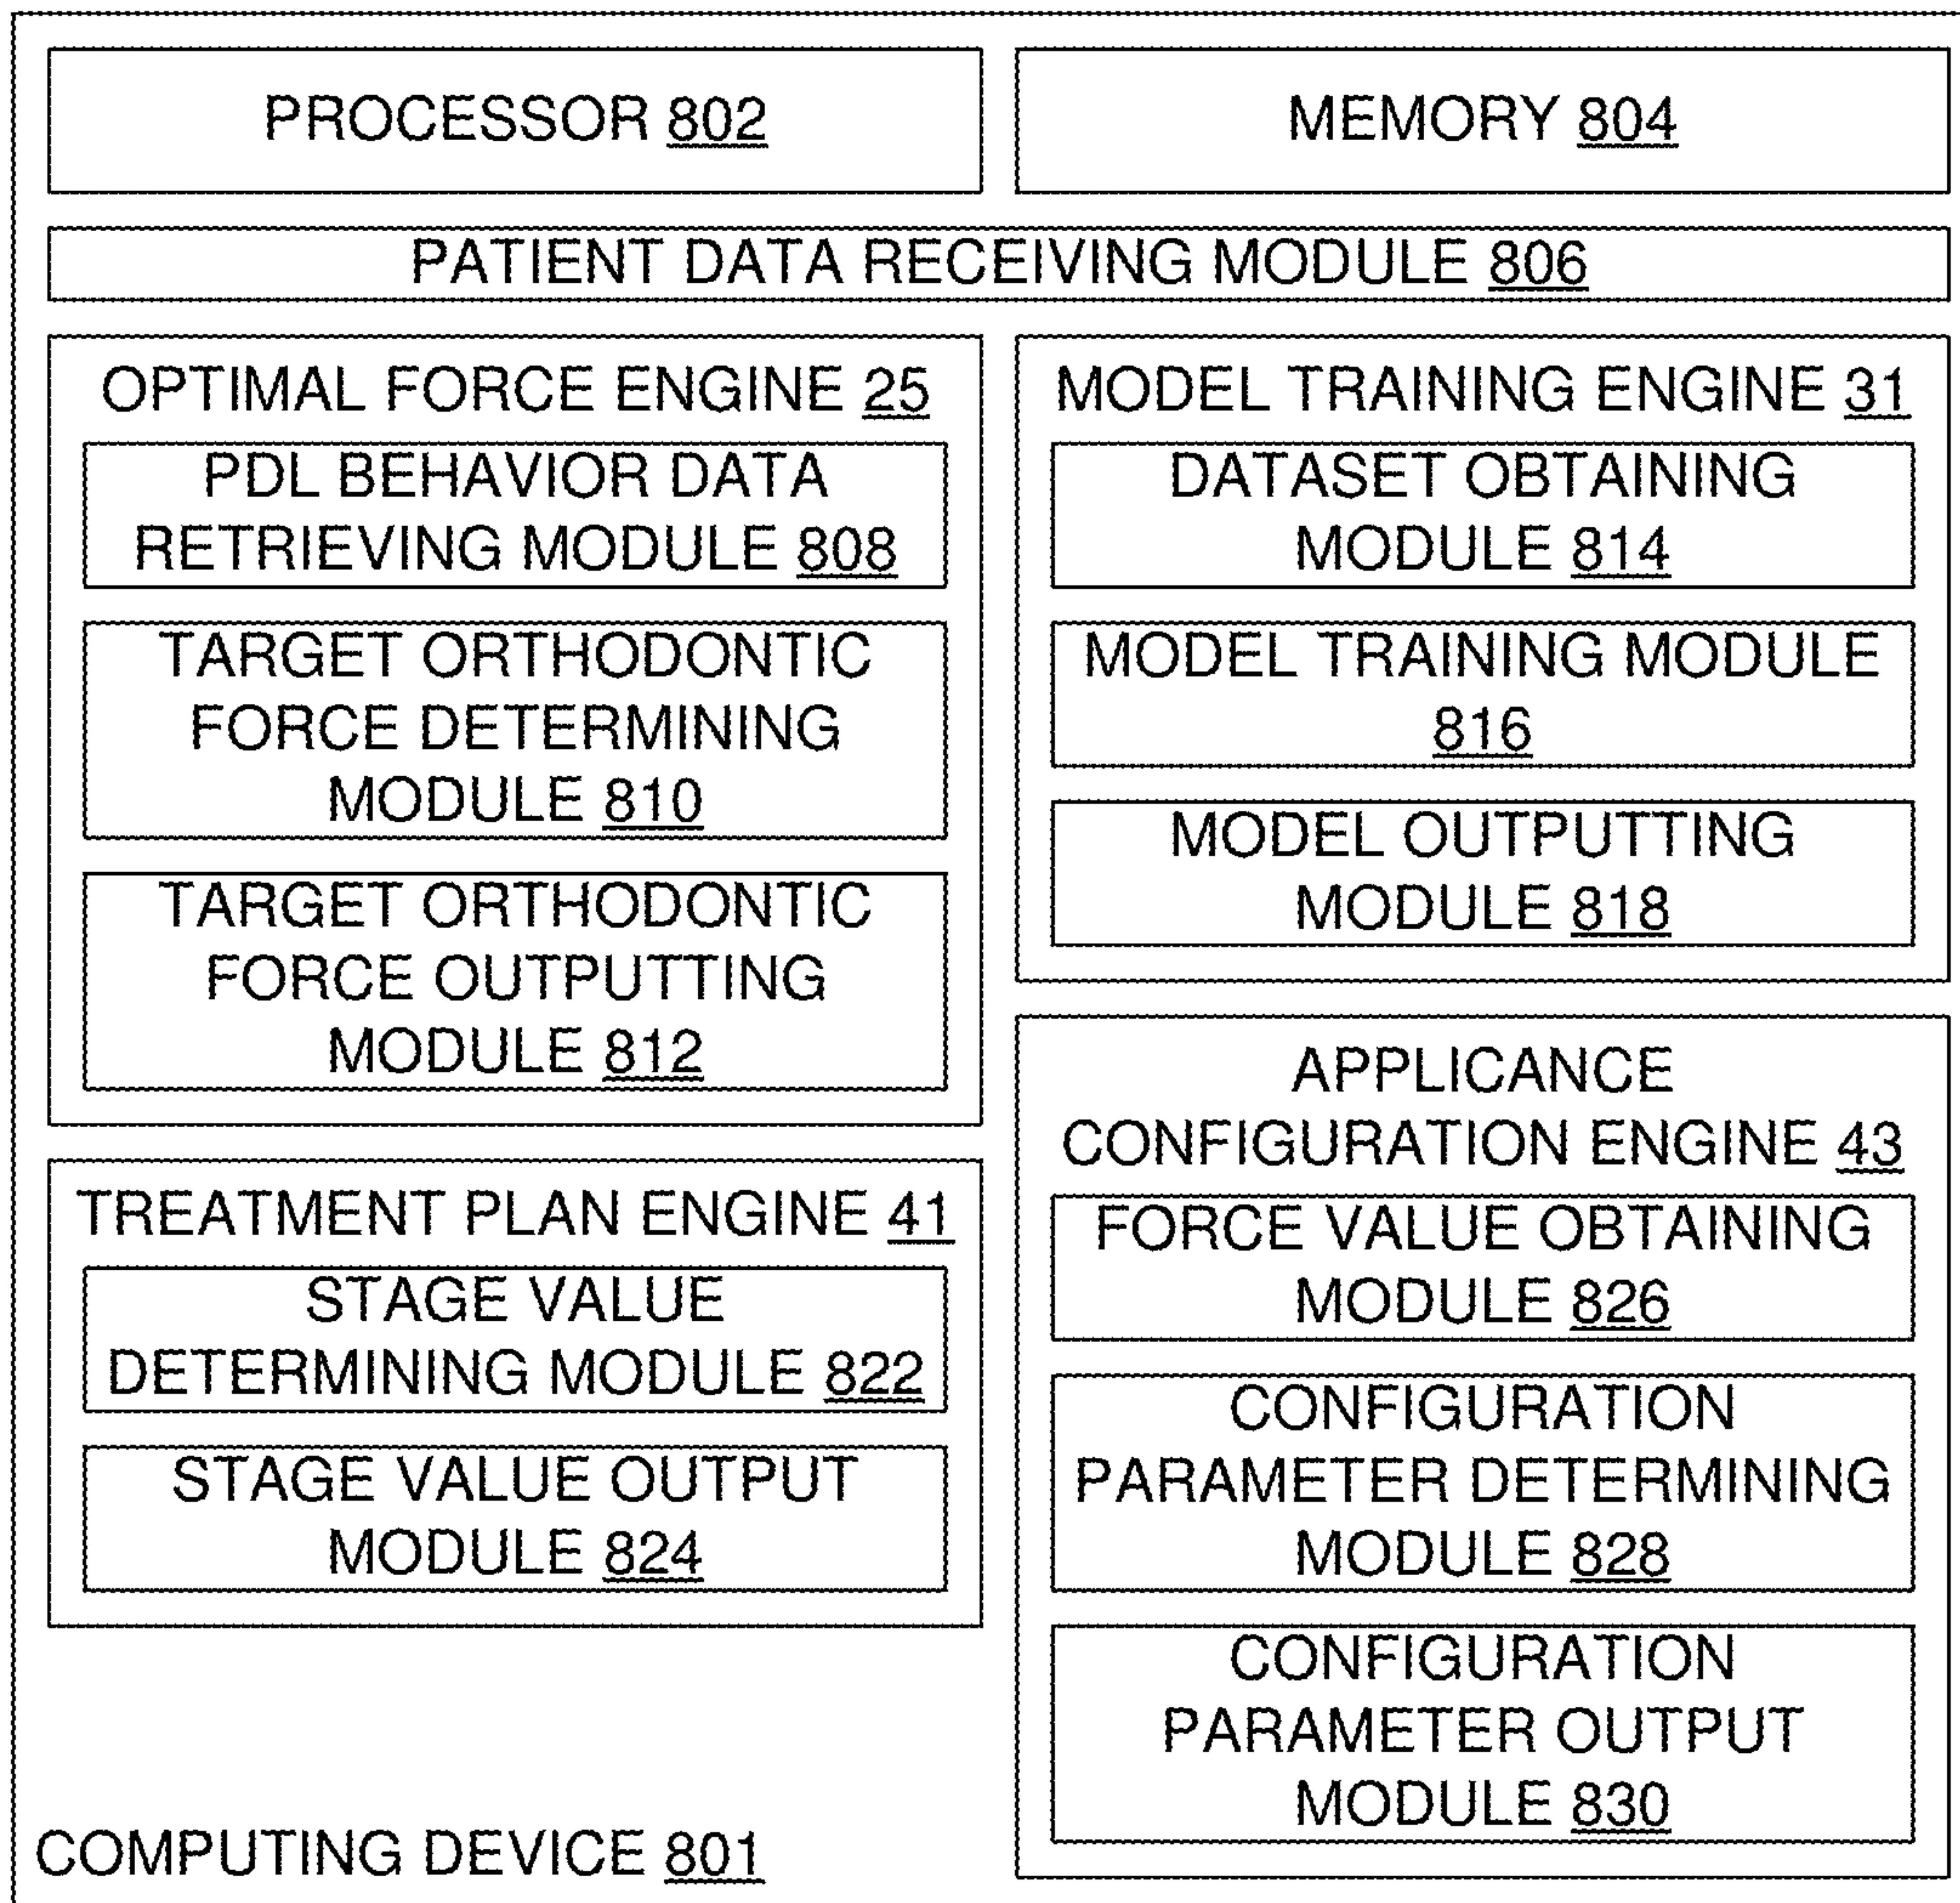 PROCESSOR 802
MEMORY 804
PATIENT DATA RECEIVING MODULE 806
OPTIMAL FORCE ENGINE 25
PDL BEHAVIOR DATA
RETRIEVING MODULE 808
TARGET ORTHODONTIC
FORCE DETERMINING
MODULE 810
TARGET ORTHODONTIC
FORCE OUTPUTTING
MODULE 812
TREATMENT PLAN ENGINE 41
STAGE VALUE
DETERMINING MODULE 822
STAGE VALUE OUTPUT
MODULE 824
MODEL TRAINING ENGINE 31
DATASET OBTAINING
MODULE 814
MODEL TRAINING MODULE
816
MODEL OUTPUTTING
MODULE 818
APPLICANCE
CONFIGURATION ENGINE 43
FORCE VALUE OBTAINING
MODULE 826
CONFIGURATION
PARAMETER DETERMINING
MODULE 828
CONFIGURATION
PARAMETER OUTPUT
MODULE 830
COMPUTING DEVICE 801